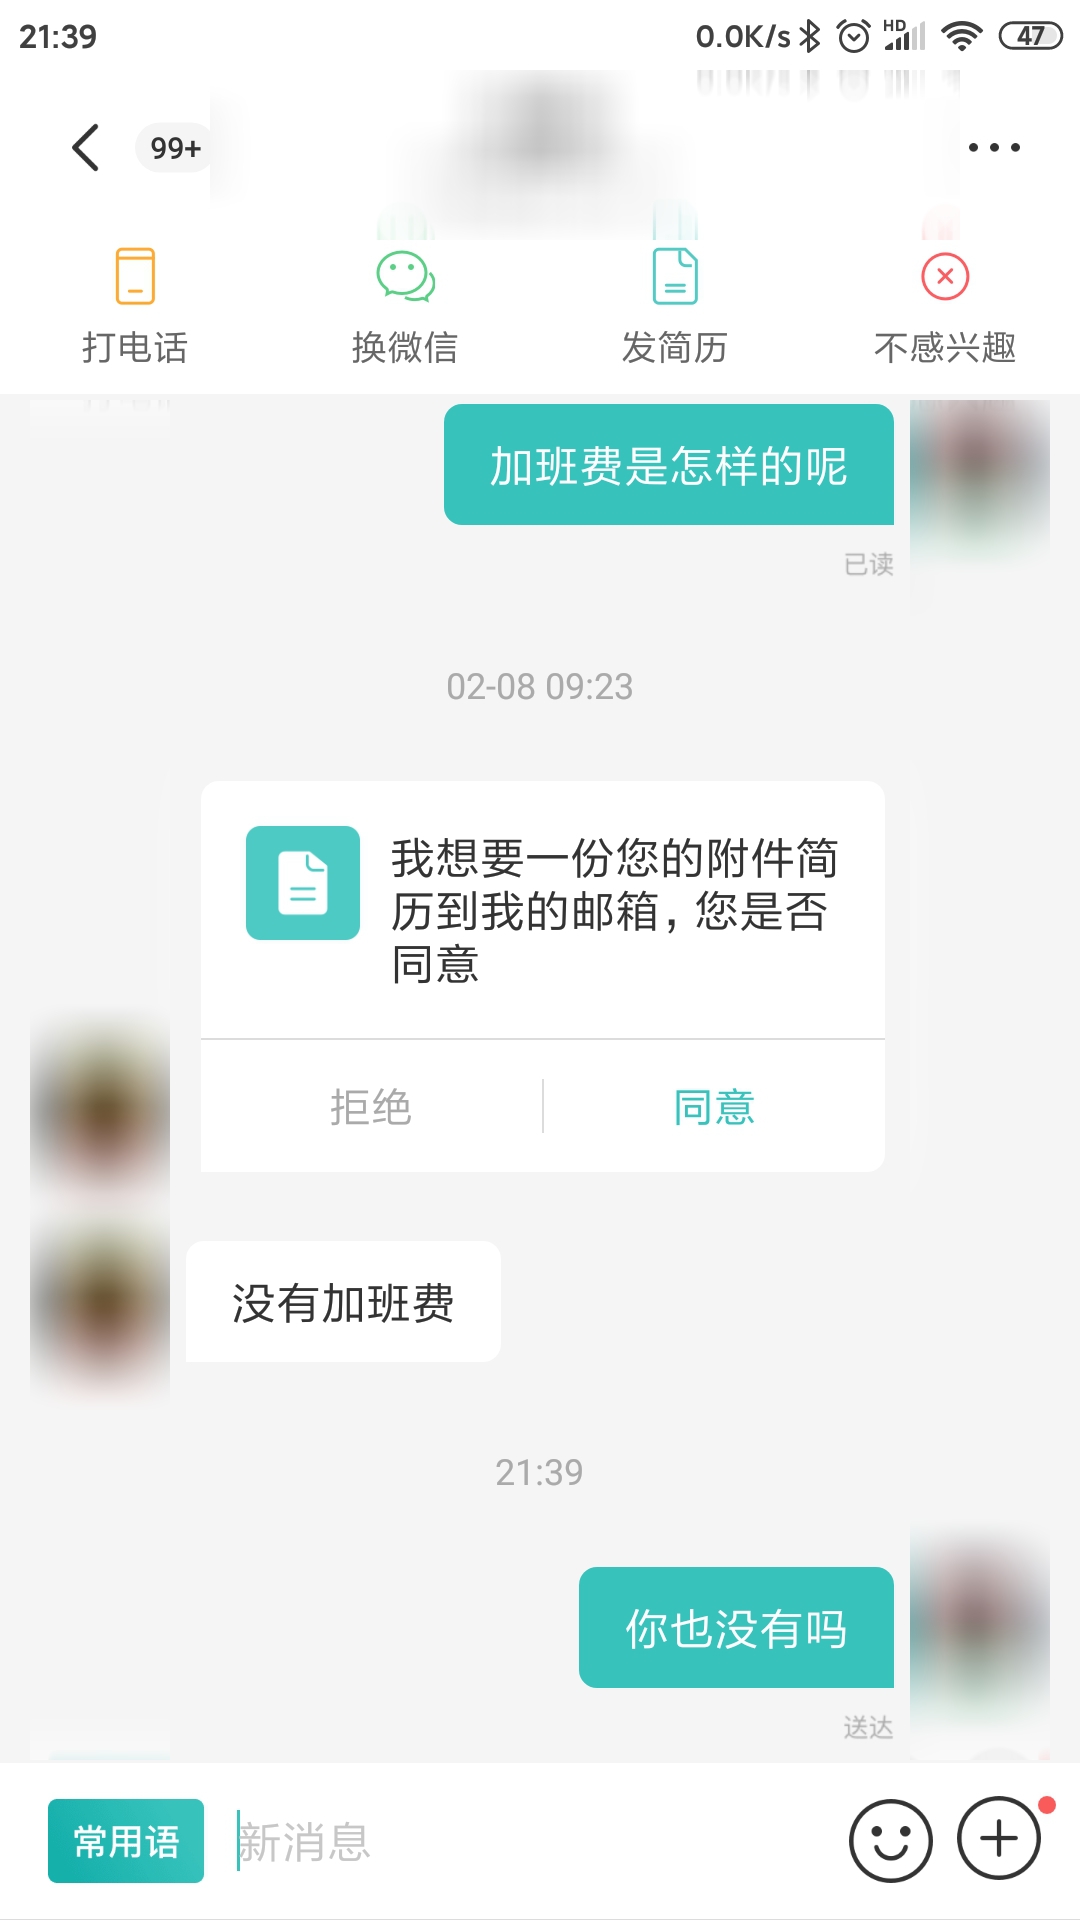 21:39
0.0K/s HD 47
99+
打电话 换微信 发简历 不感兴趣
加班费是怎样的呢
已读
02-08 09:23
我想要一份您的附件简
历到我的邮箱，您是否
同意
拒绝 同意
没有加班费
21:39
你也没有吗
送达
常用语 新消息